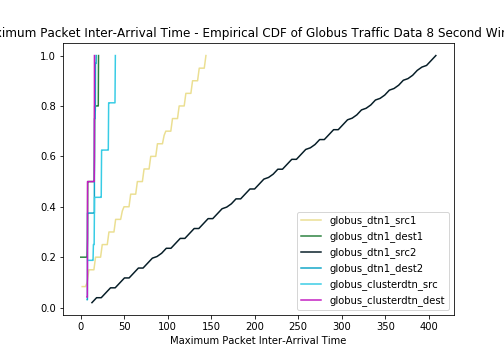 ximum Packet Inter-Arrival Time - Empirical CDF of Globus Traffic Data 8 Second Win
1.0
0.8
0.6
0.4
0.2
0.0
globus_dtn1_src1
globus_dtn1_dest1
globus_dtn1_src2
globus_dtn1_dest2
globus_clusterdtn_src
globus_clusterdtn_dest
0 50 100 150 200 250 300 350 400
Maximum Packet Inter-Arrival Time